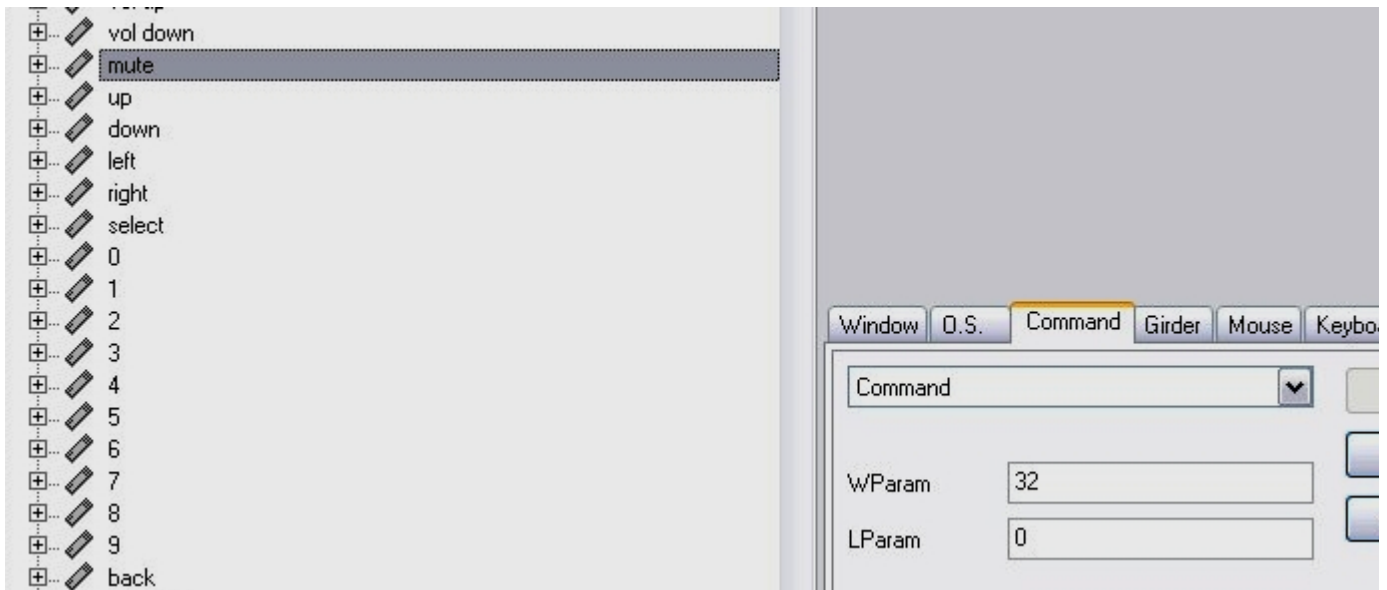 vol down
mute
up
down
left
right
select
0
1
2
3
4
5
6
7
8
9
back
Window O.S. Command Girder Mouse
Command
WParam 32
LParam 0